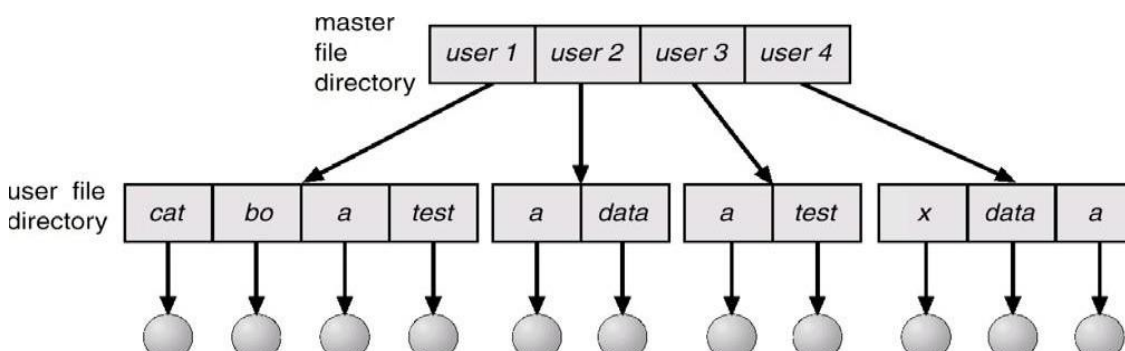 master
file
directory
user 1 user 2 user 3 user 4
user file
directory
cat bo a test a data a test x data a